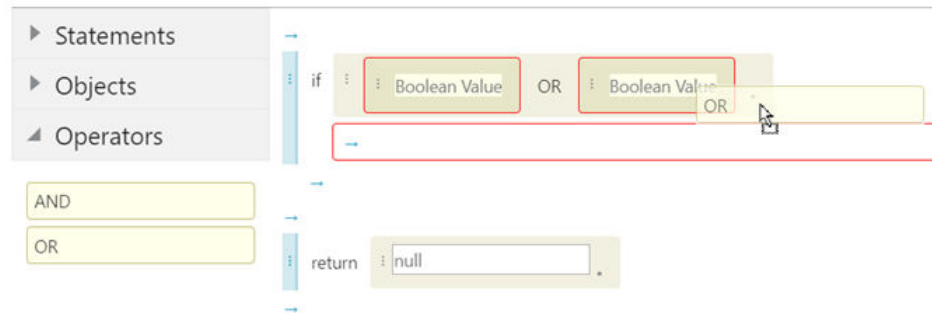 Statements
Objects
Operators
AND
OR
if Boolean Value OR Boolean Value
OR
return null